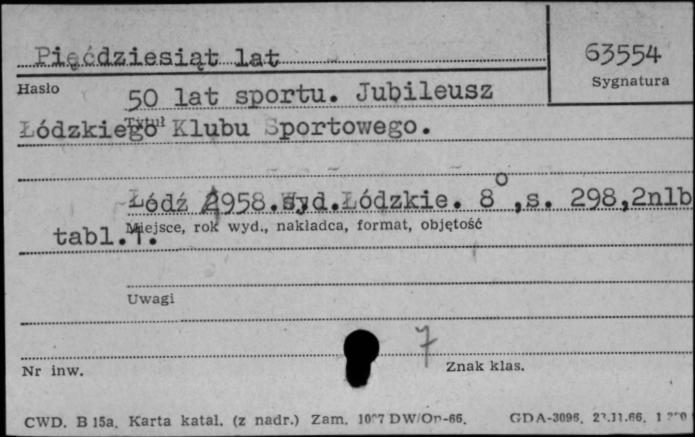 Pięćdziesiąt lat
63554
Hasło
Sygnatura
50 lat sportu. Jubileusz
Tytuł
Łódzkiego Klubu Sportowego.
Łódź 1958. Wyd. Łódzkie. 8°, s. 298, 2nlb
Miejsce, rok wyd., nakładca, format, objętość
tabl.1.
Uwagi
7
Nr inw.
Znak klas.
CWD. B 15a. Karta katal. (z nadr.) Zam. DW/Op-66. GDA-3096.